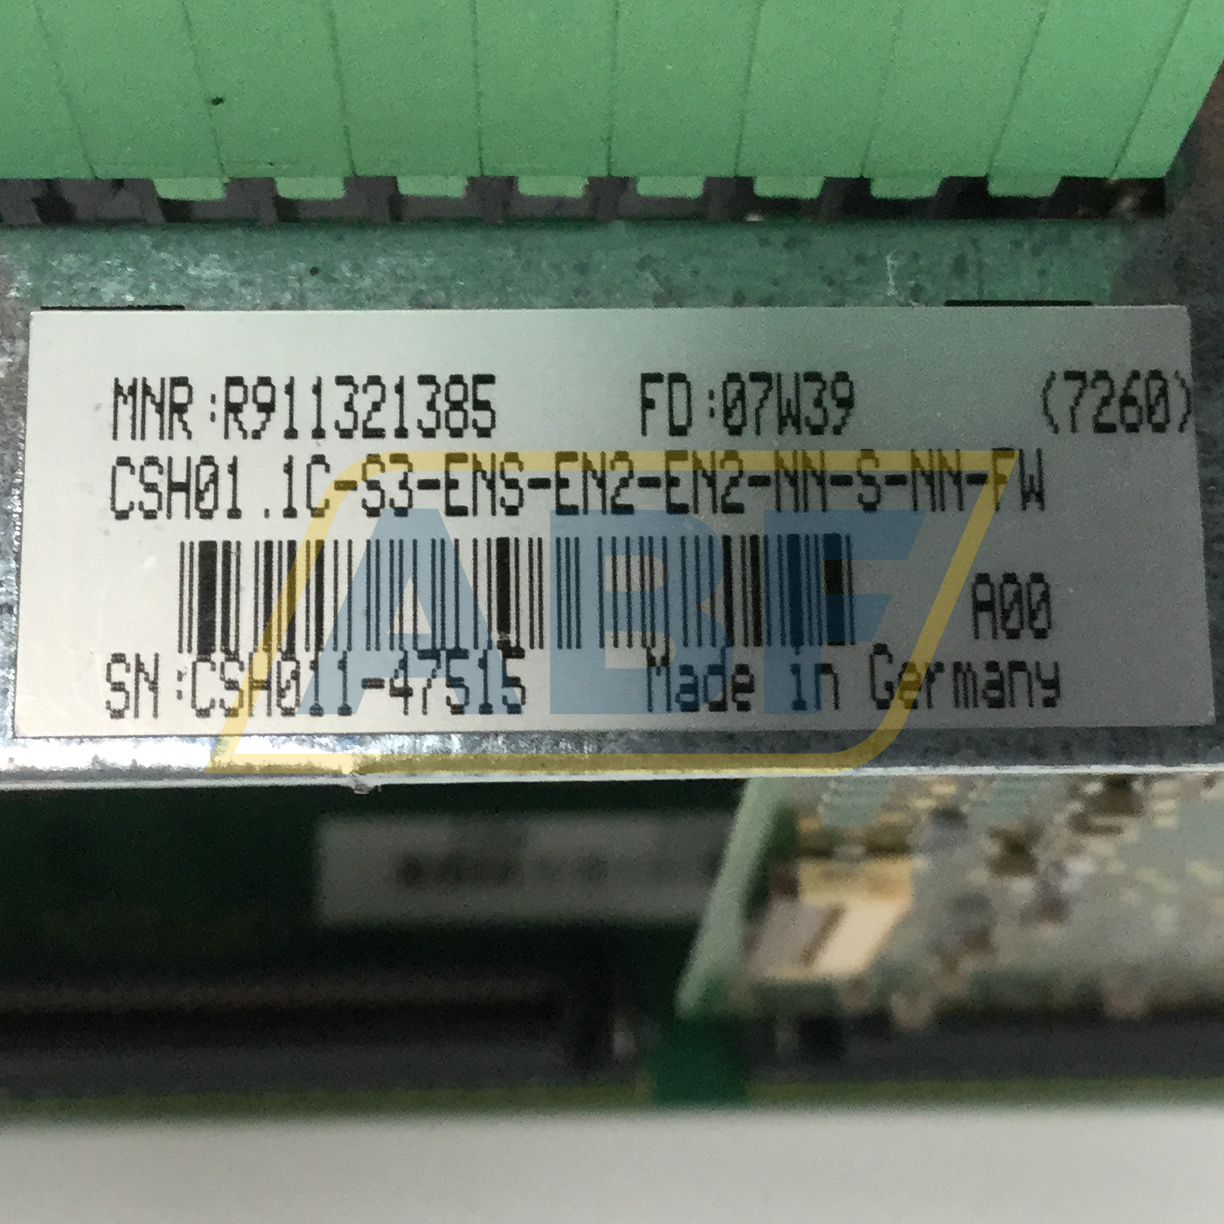 MNR:R911321385 FD:07W39 (7260)
CSH01.1C-S3-ENS-EN2-EN2-NN-S-NN-FW
A00
SN:CSH011-47515 Made in Germany
ABF